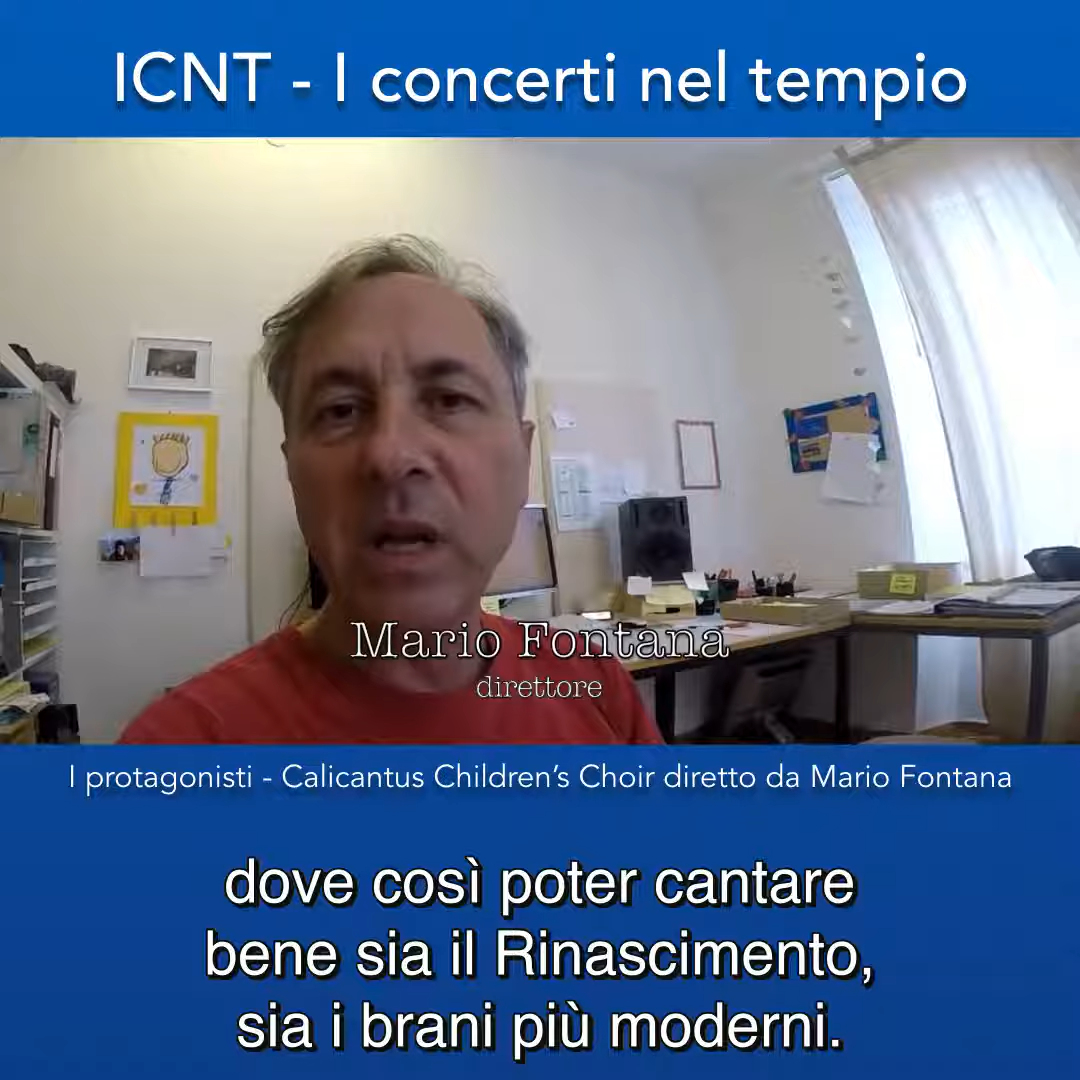 ICNT - I concerti nel tempio
Mario Fontana
direttore
I protagonisti - Calicantus Children’s Choir diretto da Mario Fontana
dove così poter cantare
bene sia il Rinascimento,
sia i brani più moderni.